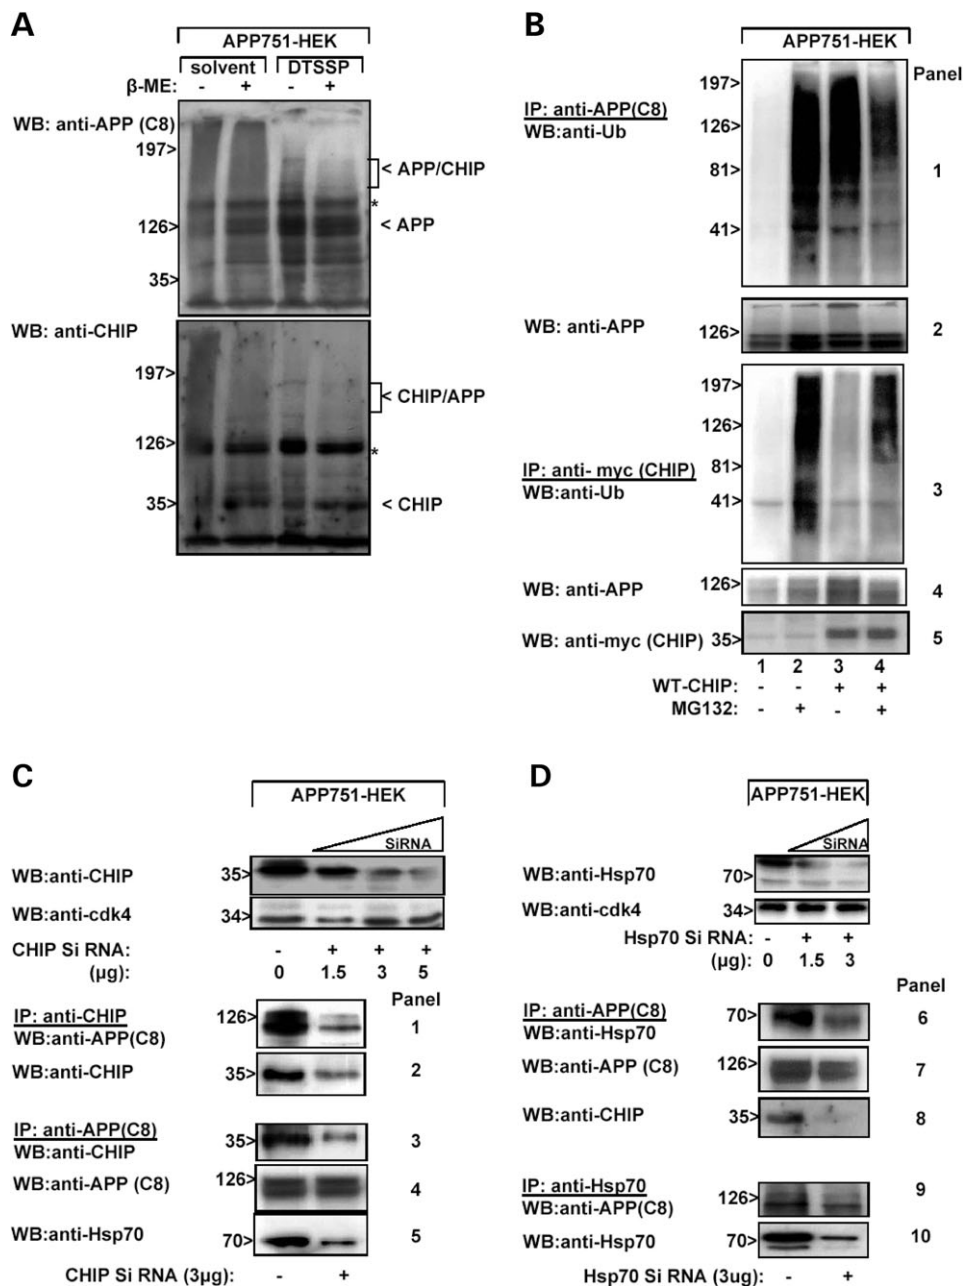 A
APP751-HEK
solvent DTSSP
β-ME: - + - +
WB: anti-APP (C8)
197>
< APP/CHIP
*
126> < APP
35>
WB: anti-CHIP
197>
< CHIP/APP
126> *
35> < CHIP
B
APP751-HEK
Panel
197>
IP: anti-APP(C8)
WB:anti-Ub
126>
81> 1
41>
WB: anti-APP 126> 2
197>
126>
81>
IP: anti- myc (CHIP)
WB:anti-Ub 3
41>
WB: anti-APP 126> 4
WB: anti-myc (CHIP) 35> 5
1 2 3 4
WT-CHIP: - - + +
MG132: - + - +
C
APP751-HEK
SiRNA
WB:anti-CHIP 35>
WB:anti-cdk4 34>
CHIP Si RNA: - + + +
(µg): 0 1.5 3 5
Panel
IP: anti-CHIP 126>
WB:anti-APP(C8) 1
WB:anti-CHIP 35> 2
IP: anti-APP(C8)
WB:anti-CHIP 35> 3
WB:anti-APP (C8) 126> 4
WB:anti-Hsp70 70> 5
CHIP Si RNA (3µg): - +
D
APP751-HEK
SiRNA
WB:anti-Hsp70 70>
WB:anti-cdk4 34>
Hsp70 Si RNA: - + +
(µg): 0 1.5 3
Panel
IP: anti-APP(C8) 70> 6
WB:anti-Hsp70
WB:anti-APP (C8) 126> 7
WB:anti-CHIP 35> 8
IP: anti-Hsp70 9
WB:anti-APP(C8) 126>
WB:anti-Hsp70 70> 10
Hsp70 Si RNA (3ug): - +